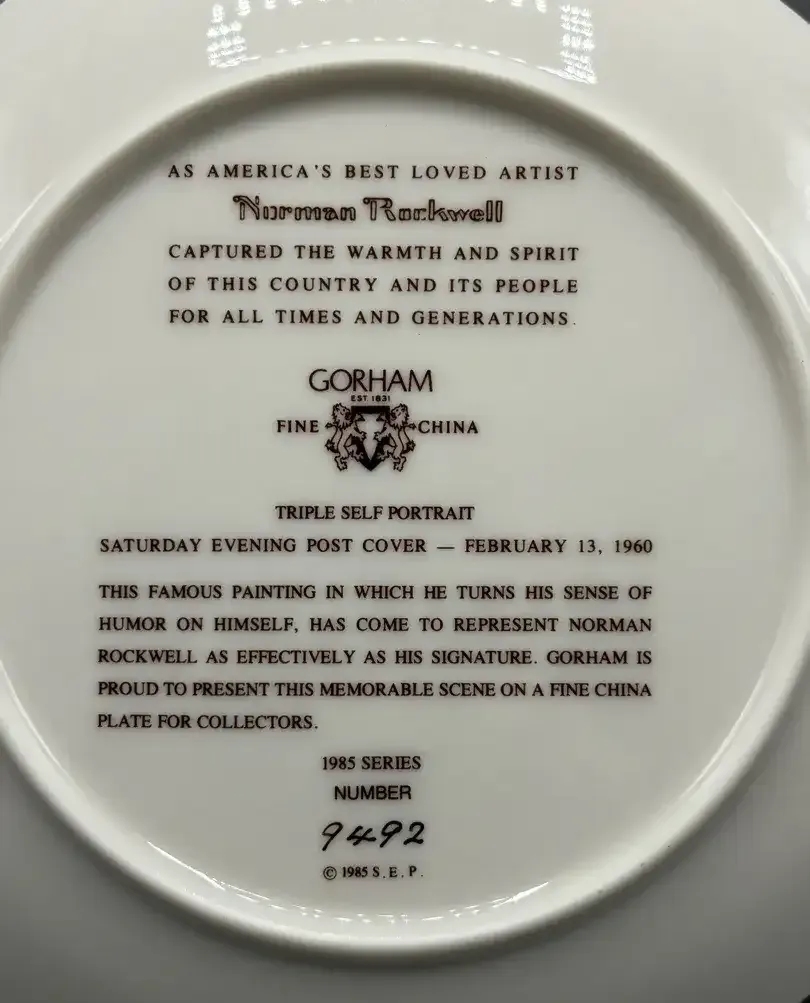 AS AMERICA'S BEST LOVED ARTIST
Norman Rockwell
CAPTURED THE WARMTH AND SPIRIT
OF THIS COUNTRY AND ITS PEOPLE
FOR ALL TIMES AND GENERATIONS.
GORHAM
EST. 1831
FINE CHINA
TRIPLE SELF PORTRAIT
SATURDAY EVENING POST COVER — FEBRUARY 13, 1960
THIS FAMOUS PAINTING IN WHICH HE TURNS HIS SENSE OF
HUMOR ON HIMSELF, HAS COME TO REPRESENT NORMAN
ROCKWELL AS EFFECTIVELY AS HIS SIGNATURE. GORHAM IS
PROUD TO PRESENT THIS MEMORABLE SCENE ON A FINE CHINA
PLATE FOR COLLECTORS.
1985 SERIES
NUMBER
9492
© 1985 S.E.P.